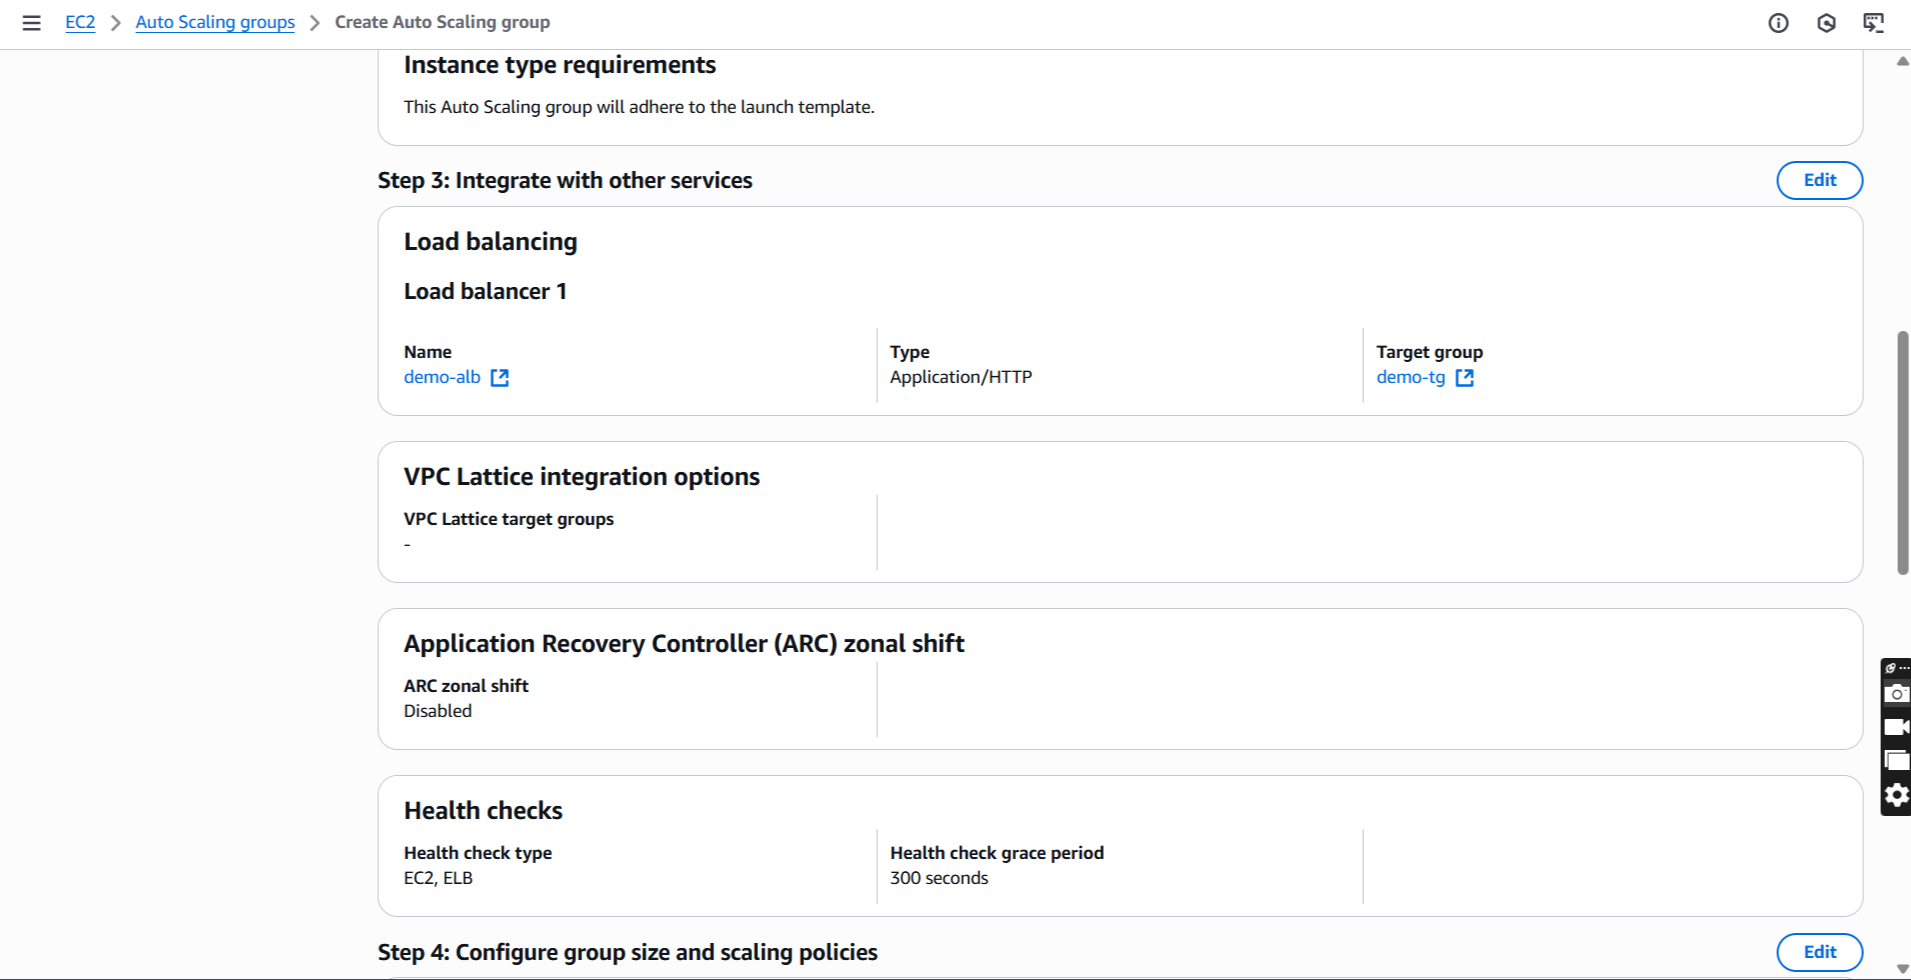 EC2 Auto Scaling groups Create Auto Scaling group
Instance type requirements
This Auto Scaling group will adhere to the launch template.
Step 3: Integrate with other services
Edit
Load balancing
Load balancer 1
Name
demo-alb
Type
Application/HTTP
Target group
demo-tg
VPC Lattice integration options
VPC Lattice target groups
-
Application Recovery Controller (ARC) zonal shift
ARC zonal shift
Disabled
Health checks
Health check type
EC2, ELB
Health check grace period
300 seconds
Step 4: Configure group size and scaling policies
Edit